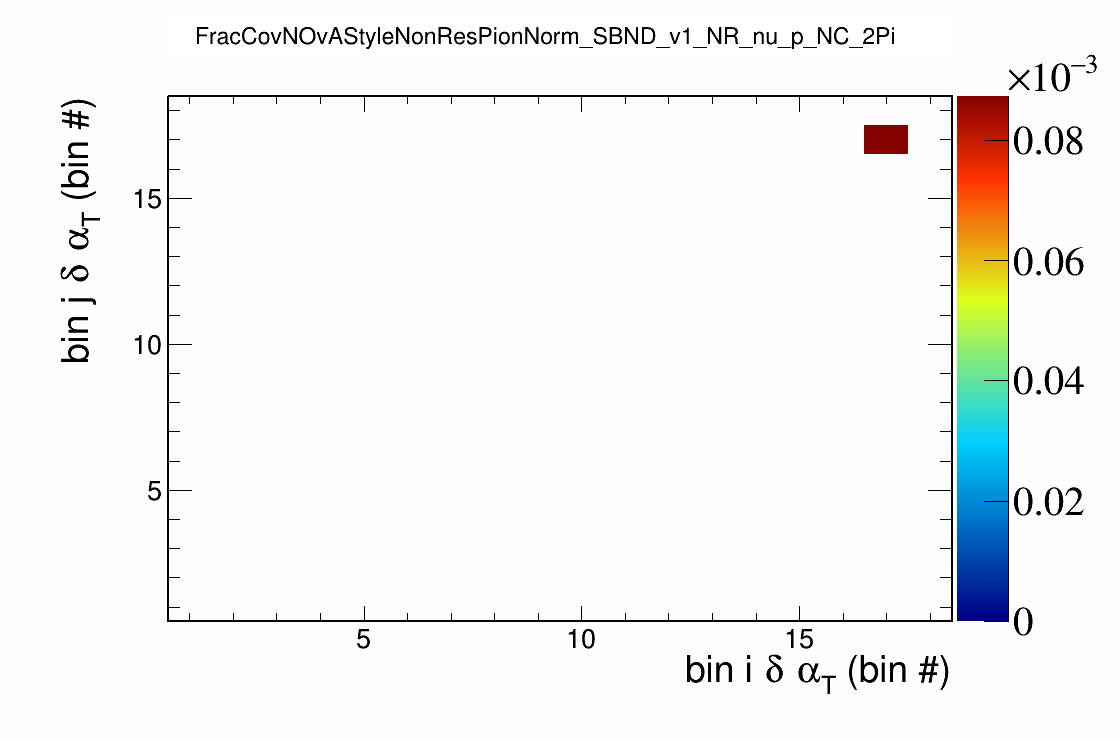 FracCovNOvAStyleNonResPionNorm_SBND_v1_NR_nu_p_NC_2Pi
×10⁻³
bin j δ α_T (bin #)
15
10
5
5 10 15
bin i δ α_T (bin #)
0.08
0.06
0.04
0.02
0